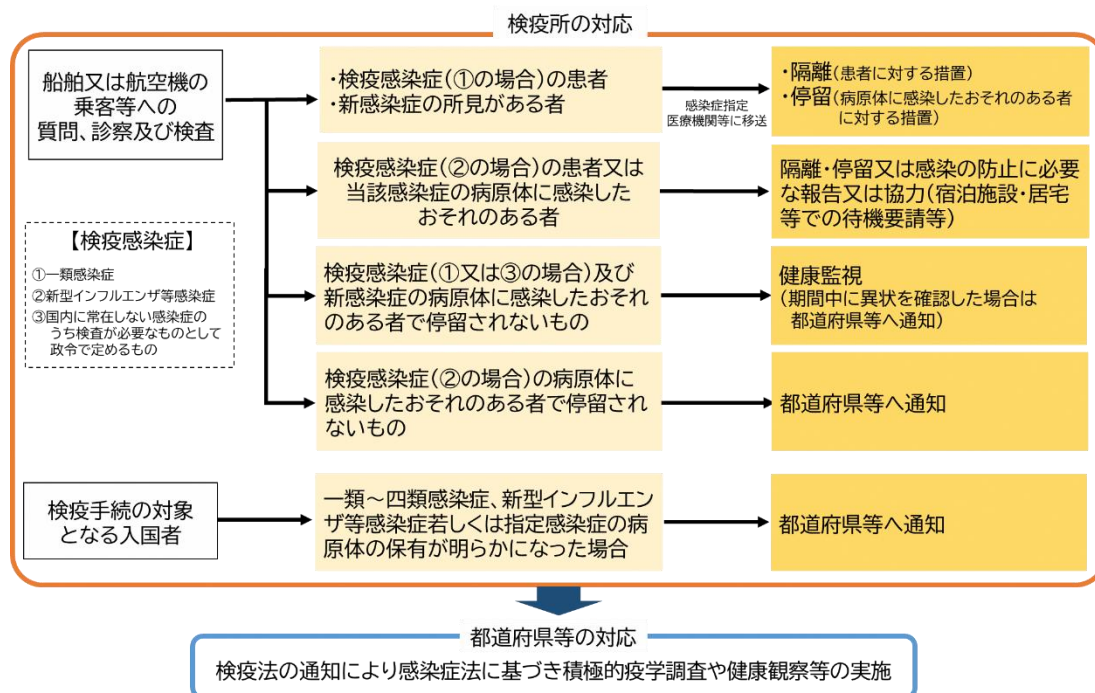 検疫所の対応
船舶又は航空機の
乗客等への
質問、診察及び検査
・検疫感染症(①の場合)の患者
・新感染症の所見がある者
感染症指定
医療機関等に移送
・隔離(患者に対する措置)
・停留(病原体に感染したおそれのある者
に対する措置)
検疫感染症(②の場合)の患者又は
当該感染症の病原体に感染した
おそれのある者
隔離・停留又は感染の防止に必要
な報告又は協力(宿泊施設・居宅
等での待機要請等)
【検疫感染症】
①一類感染症
②新型インフルエンザ等感染症
③国内に常在しない感染症の
うち検査が必要なものとして
政令で定めるもの
検疫感染症(①又は③の場合)及び
新感染症の病原体に感染したおそれ
のある者で停留されないもの
健康監視
(期間中に異状を確認した場合は
都道府県等へ通知)
検疫感染症(②の場合)の病原体に
感染したおそれのある者で停留され
ないもの
都道府県等へ通知
検疫手続の対象
となる入国者
一類~四類感染症、新型インフルエン
ザ等感染症若しくは指定感染症の病
原体の保有が明らかになった場合
都道府県等へ通知
都道府県等の対応
検疫法の通知により感染症法に基づき積極的疫学調査や健康観察等の実施